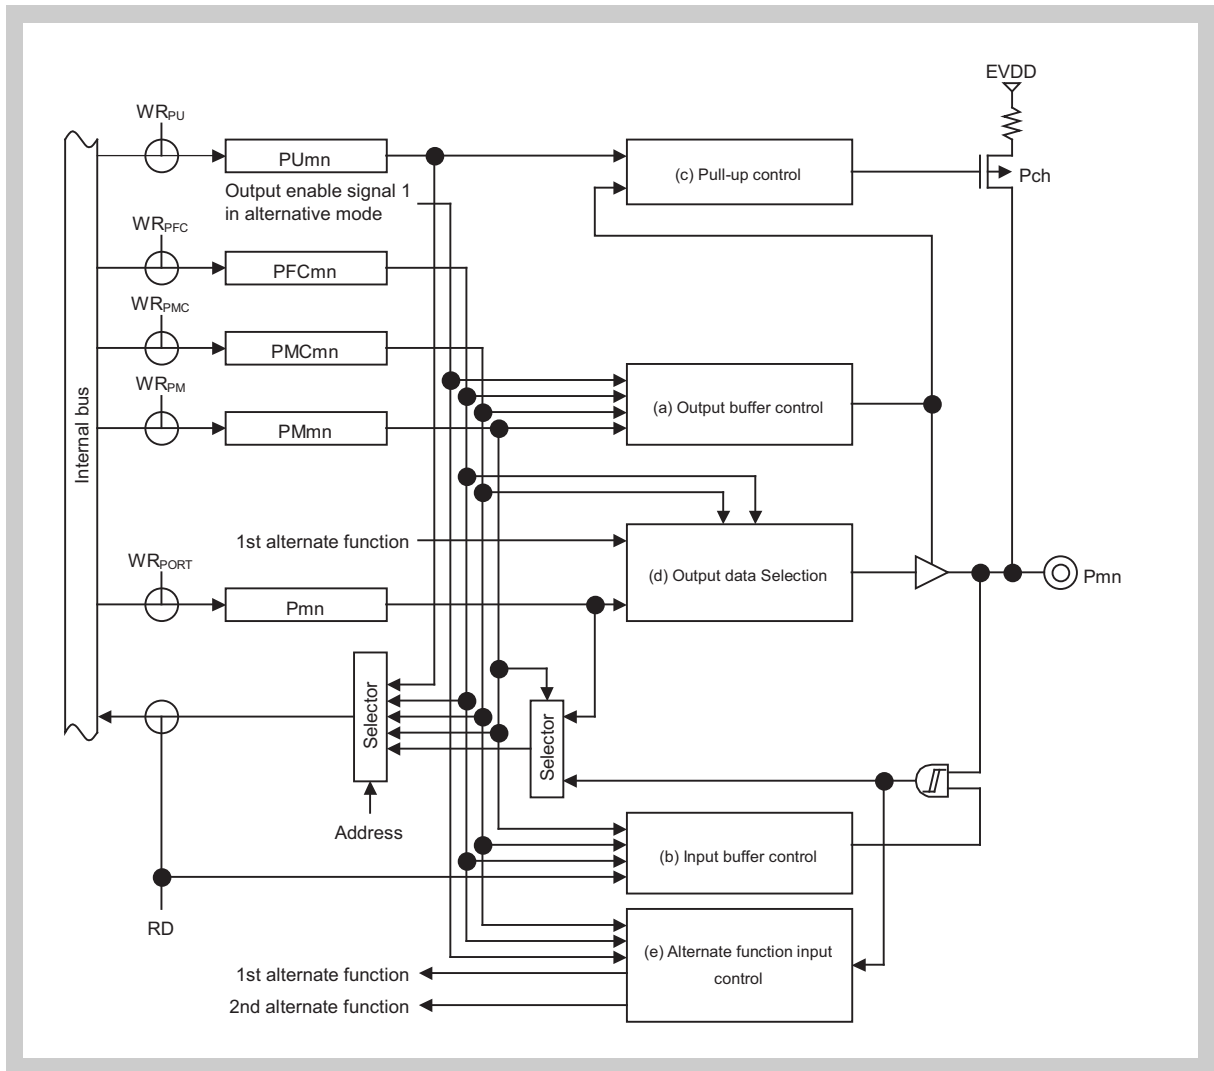 EVDD
WRPU
PUmn
(c) Pull-up control
Pch
Output enable signal 1
in alternative mode
WRPFC
PFCmn
WRPMC
PMCmn
WRPM
PMmn
(a) Output buffer control
Internal bus
1st alternate function
WRPORT
Pmn
(d) Output data Selection
Pmn
Selector
Selector
Address
(b) Input buffer control
RD
(e) Alternate function input
control
1st alternate function
2nd alternate function